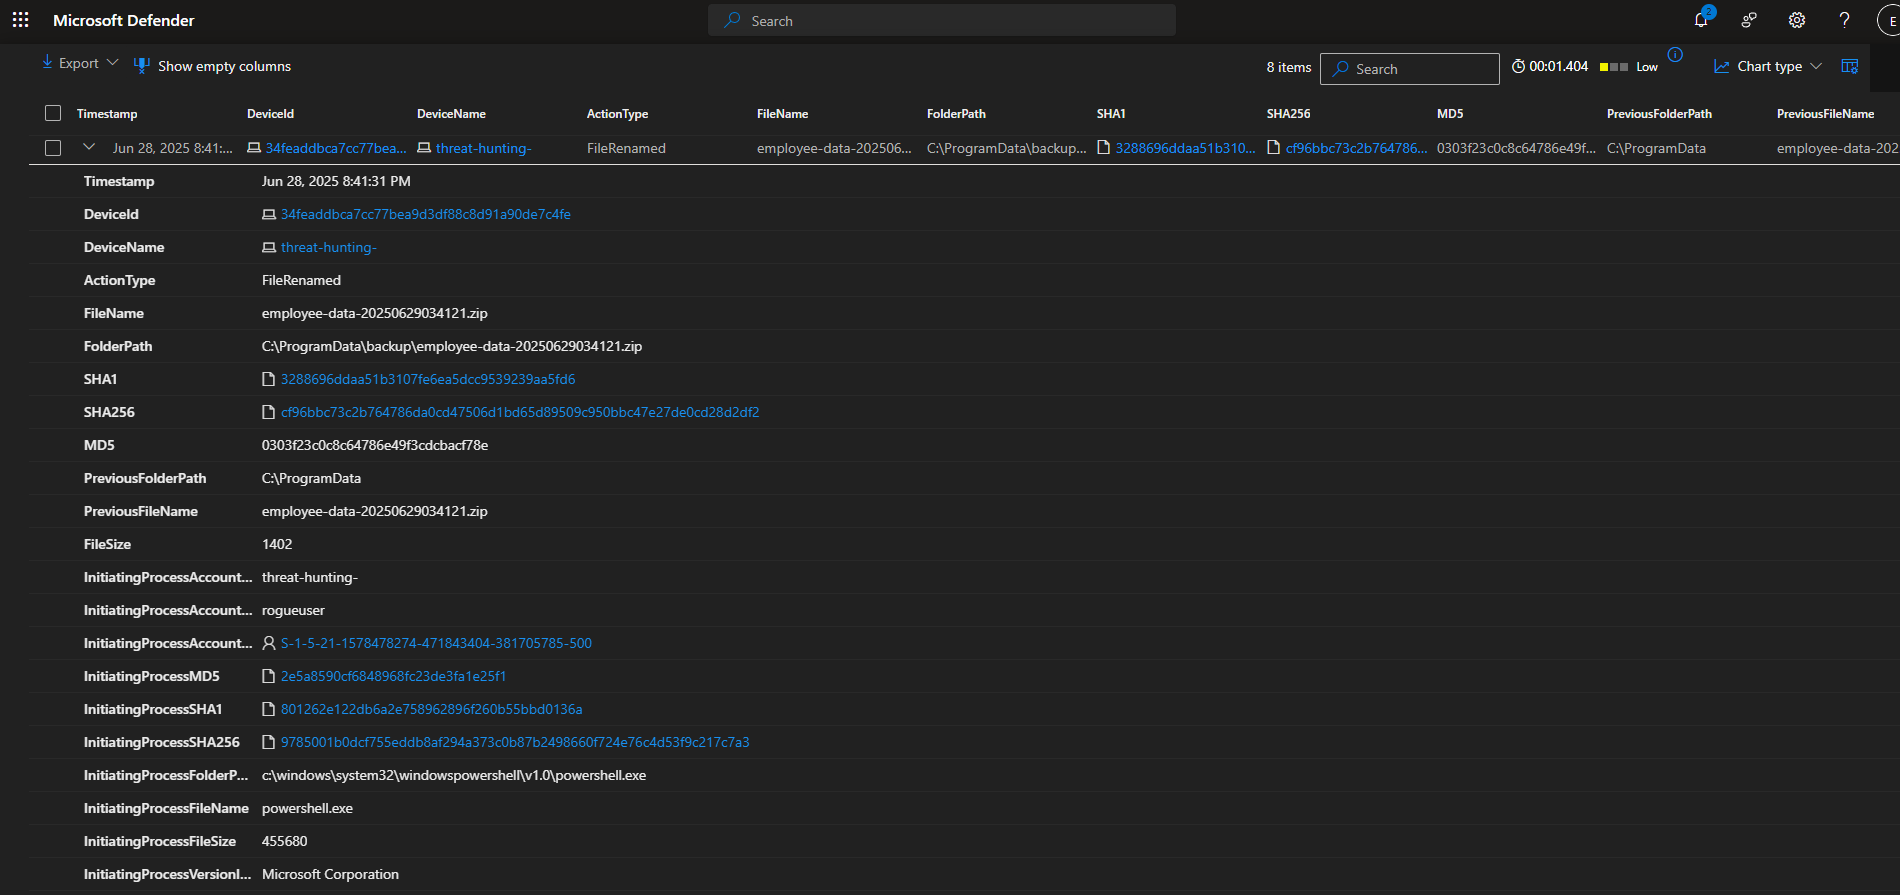 Microsoft Defender
Search
2
?
E
Export
Show empty columns
8 items
Search
00:01.404
Low
Chart type
Timestamp DeviceId DeviceName ActionType FileName FolderPath SHA1 SHA256 MD5 PreviousFolderPath PreviousFileName
Jun 28, 2025 8:41:... 34feaddbca7cc77bea... threat-hunting- FileRenamed employee-data-202506... C:\ProgramData\backup... 3288696ddaa51b310... cf96bbc73c2b764786... 0303f23c0c8c64786e49f... C:\ProgramData employee-data-202
Timestamp Jun 28, 2025 8:41:31 PM
DeviceId 34feaddbca7cc77bea9d3df88c8d91a90de7c4fe
DeviceName threat-hunting-
ActionType FileRenamed
FileName employee-data-20250629034121.zip
FolderPath C:\ProgramData\backup\employee-data-20250629034121.zip
SHA1 3288696ddaa51b3107fe6ea5dcc9539239aa5fd6
SHA256 cf96bbc73c2b764786da0cd47506d1bd65d89509c950bbc47e27de0cd28d2df2
MD5 0303f23c0c8c64786e49f3cdcbacf78e
PreviousFolderPath C:\ProgramData
PreviousFileName employee-data-20250629034121.zip
FileSize 1402
InitiatingProcessAccount... threat-hunting-
InitiatingProcessAccount... rogueuser
InitiatingProcessAccount... S-1-5-21-1578478274-471843404-381705785-500
InitiatingProcessMD5 2e5a8590cf6848968fc23de3fa1e25f1
InitiatingProcessSHA1 801262e122db6a2e758962896f260b55bbd0136a
InitiatingProcessSHA256 9785001b0dcf755eddb8af294a373c0b87b2498660f724e76c4d53f9c217c7a3
InitiatingProcessFolderP... c:\windows\system32\windowspowershell\v1.0\powershell.exe
InitiatingProcessFileName powershell.exe
InitiatingProcessFileSize 455680
InitiatingProcessVersionI... Microsoft Corporation